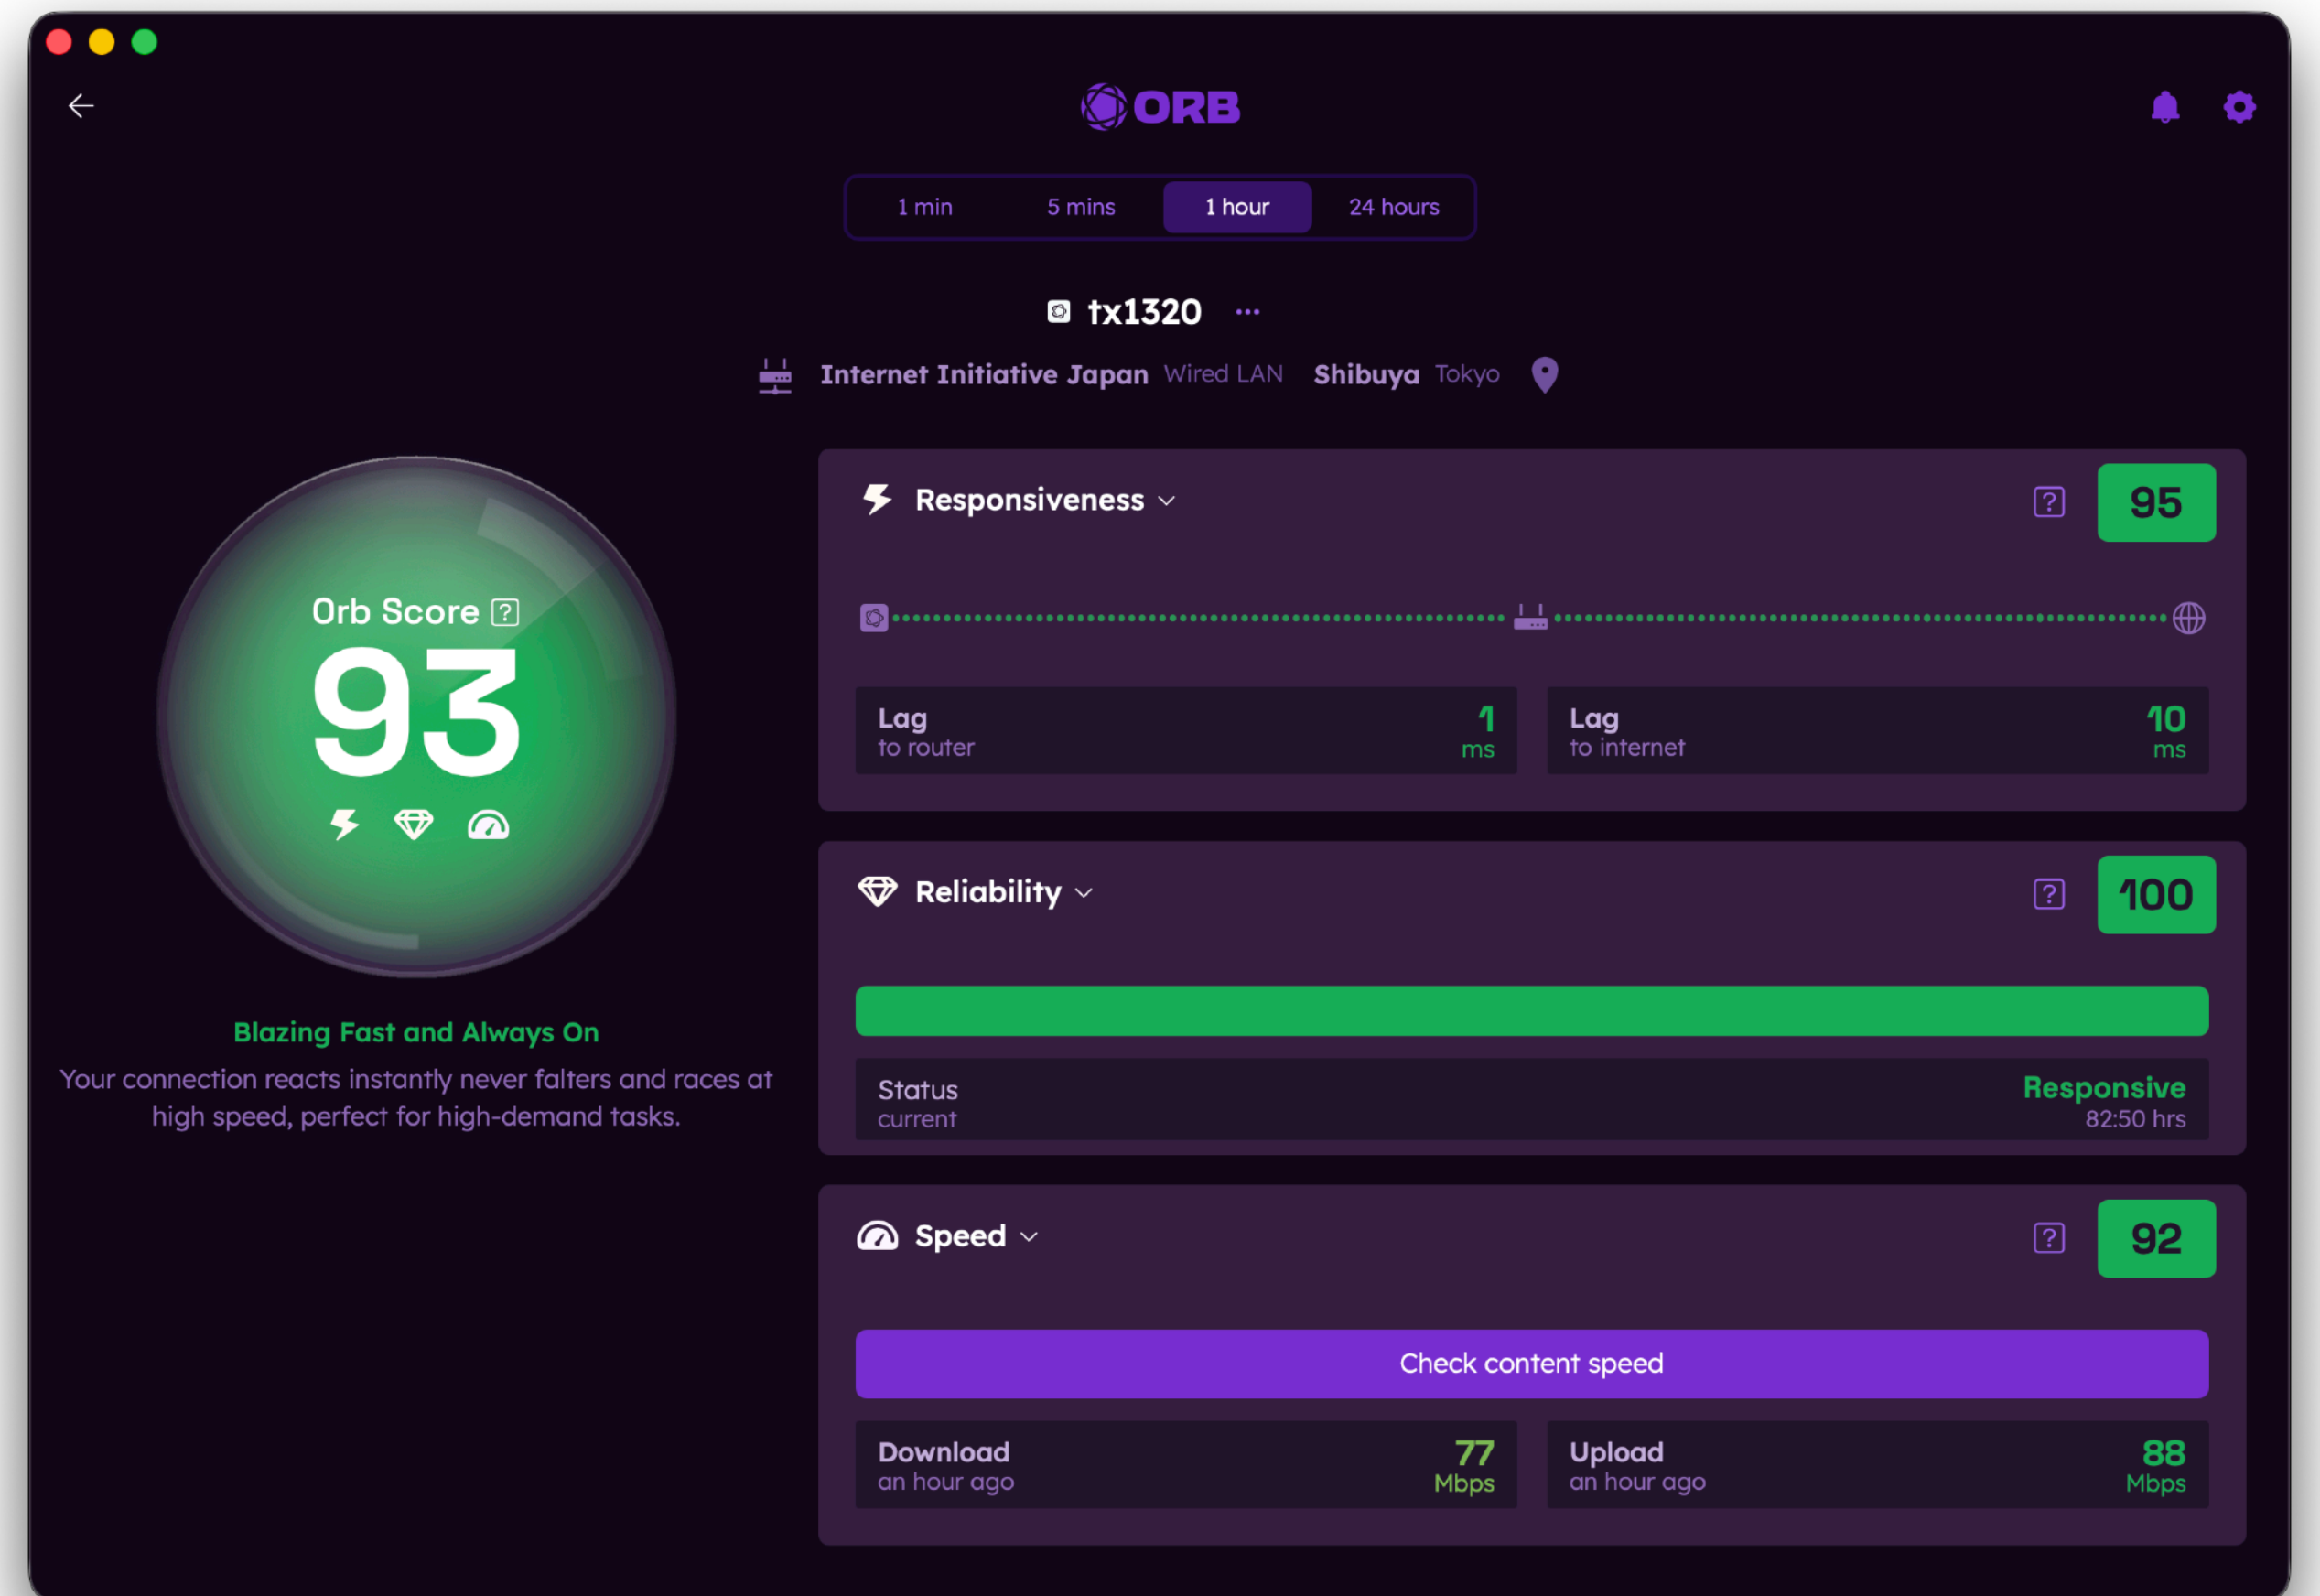 ORB
1 min 5 mins 1 hour 24 hours
tx1320 ...
Internet Initiative Japan Wired LAN Shibuya Tokyo
Orb Score ?
93
Blazing Fast and Always On
Your connection reacts instantly never falters and races at
high speed, perfect for high-demand tasks.
Responsiveness ? 95
Lag 1
to router ms
Lag 10
to internet ms
Reliability ? 100
Status Responsive
current 82:50 hrs
Speed ? 92
Check content speed
Download 77
an hour ago Mbps
Upload 88
an hour ago Mbps